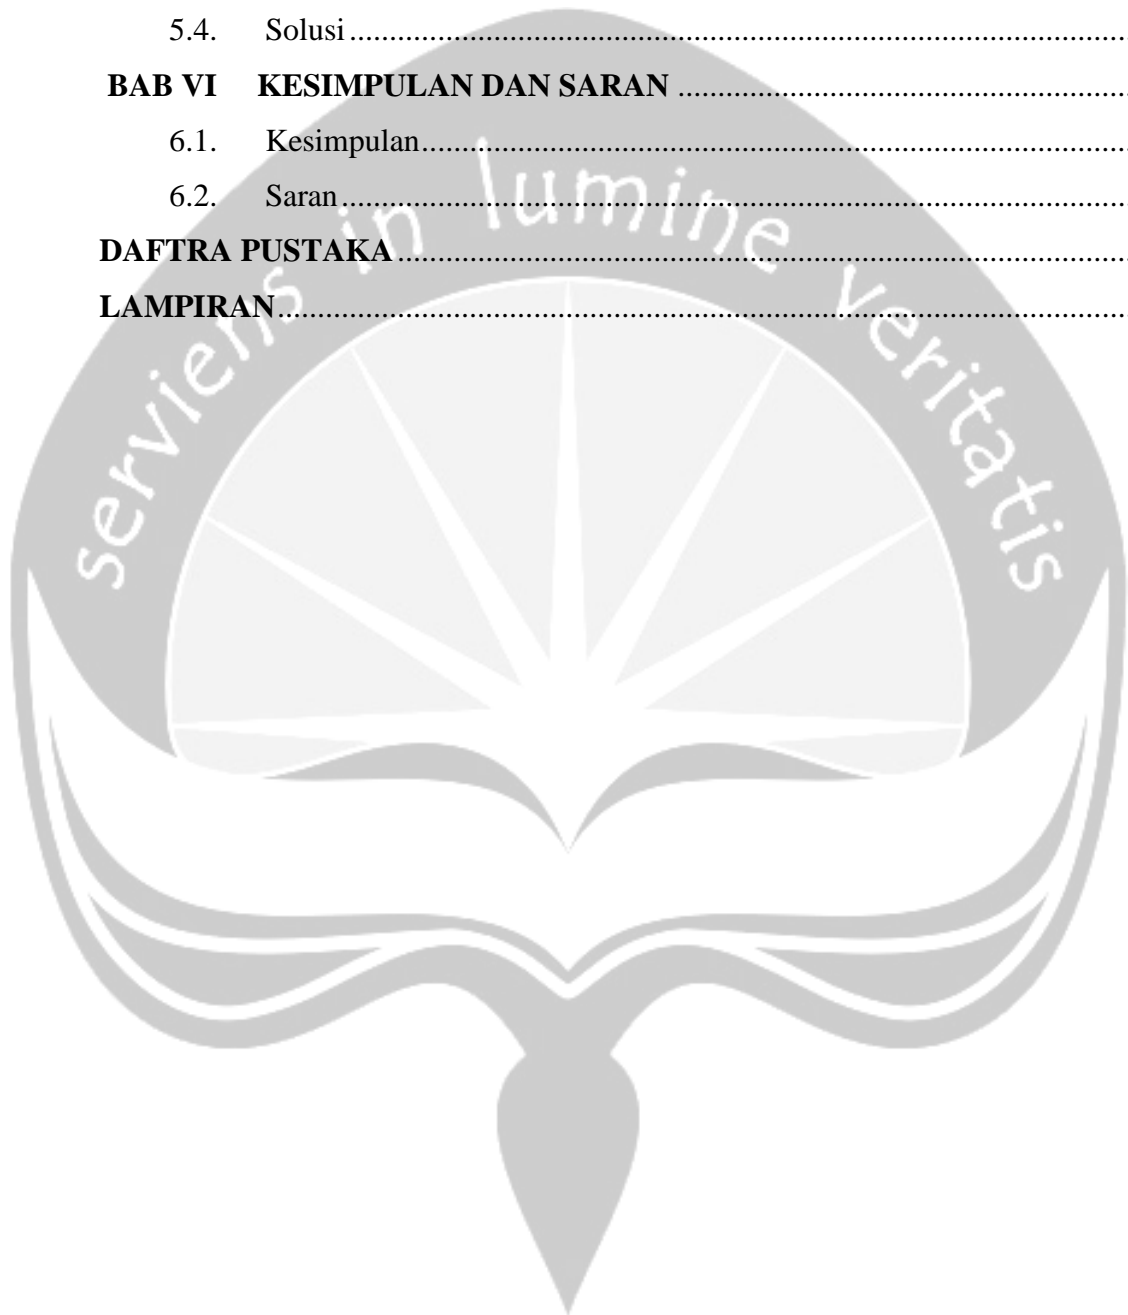 5.4. Solusi ........................................................................................................
BAB VI KESIMPULAN DAN SARAN ........................................................
6.1. Kesimpulan ................................................................................................
6.2. Saran ..........................................................................................................
DAFTRA PUSTAKA ...................................................................................
LAMPIRAN ..................................................................................................
serviens in lumine veritatis